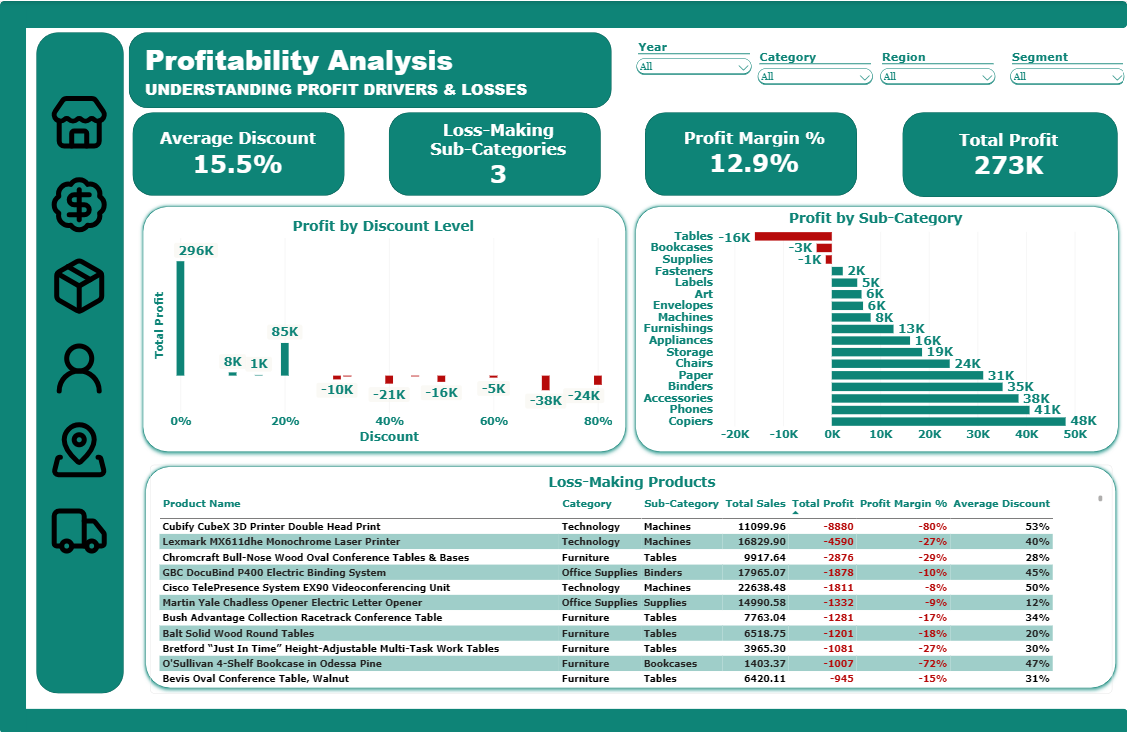 Profitability Analysis
UNDERSTANDING PROFIT DRIVERS & LOSSES
Year
All
Category
All
Region
All
Segment
All
Average Discount
15.5%
Loss-Making
Sub-Categories
3
Profit Margin %
12.9%
Total Profit
273K
Profit by Discount Level
Total Profit
296K
8K
1K
85K
-10K
-21K
-16K
-5K
-38K
-24K
0%
20%
40%
60%
80%
Discount
Profit by Sub-Category
Tables -16K
Bookcases -3K
Supplies -1K
Fasteners 2K
Labels 5K
Art 6K
Envelopes 6K
Machines 8K
Furnishings 13K
Appliances 16K
Storage 19K
Chairs 24K
Paper 31K
Binders 35K
Accessories 38K
Phones 41K
Copiers 48K
-20K -10K 0K 10K 20K 30K 40K 50K
Loss-Making Products
Product Name Category Sub-Category Total Sales Total Profit Profit Margin % Average Discount
Cubify CubeX 3D Printer Double Head Print Technology Machines 11099.96 -8880 -80% 53%
Lexmark MX611dhe Monochrome Laser Printer Technology Machines 16829.90 -4590 -27% 40%
Chromcraft Bull-Nose Wood Oval Conference Tables & Bases Furniture Tables 9917.64 -2876 -29% 28%
GBC DocuBind P400 Electric Binding System Office Supplies Binders 17965.07 -1878 -10% 45%
Cisco TelePresence System EX90 Videoconferencing Unit Technology Machines 22638.48 -1811 -8% 50%
Martin Yale Chadless Opener Electric Letter Opener Office Supplies Supplies 14990.58 -1332 -9% 12%
Bush Advantage Collection Racetrack Conference Table Furniture Tables 7763.04 -1281 -17% 34%
Balt Solid Wood Round Tables Furniture Tables 6518.75 -1201 -18% 20%
Bretford “Just In Time” Height-Adjustable Multi-Task Work Tables Furniture Tables 3965.30 -1081 -27% 30%
O'Sullivan 4-Shelf Bookcase in Odessa Pine Furniture Bookcases 1403.37 -1007 -72% 47%
Bevis Oval Conference Table, Walnut Furniture Tables 6420.11 -945 -15% 31%